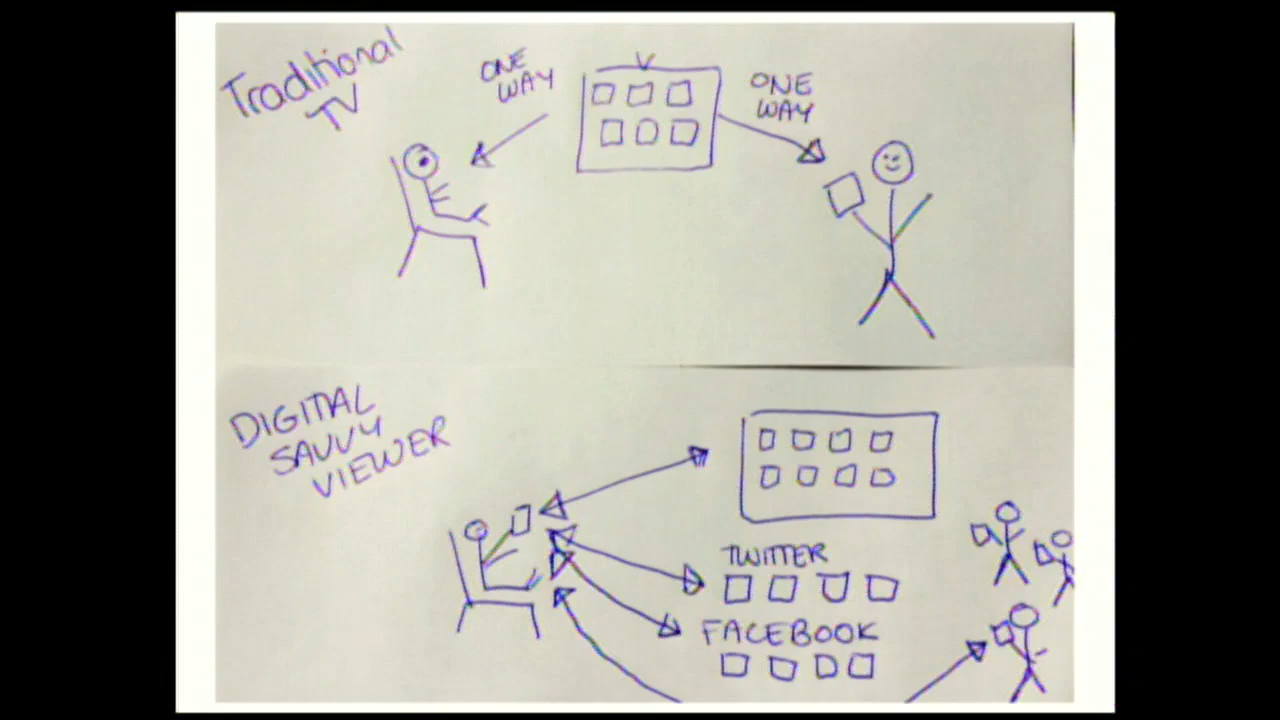 Traditional
TV
ONE
WAY
ONE
WAY
DIGITAL
SAVVY
VIEWER
TWITTER
FACEBOOK